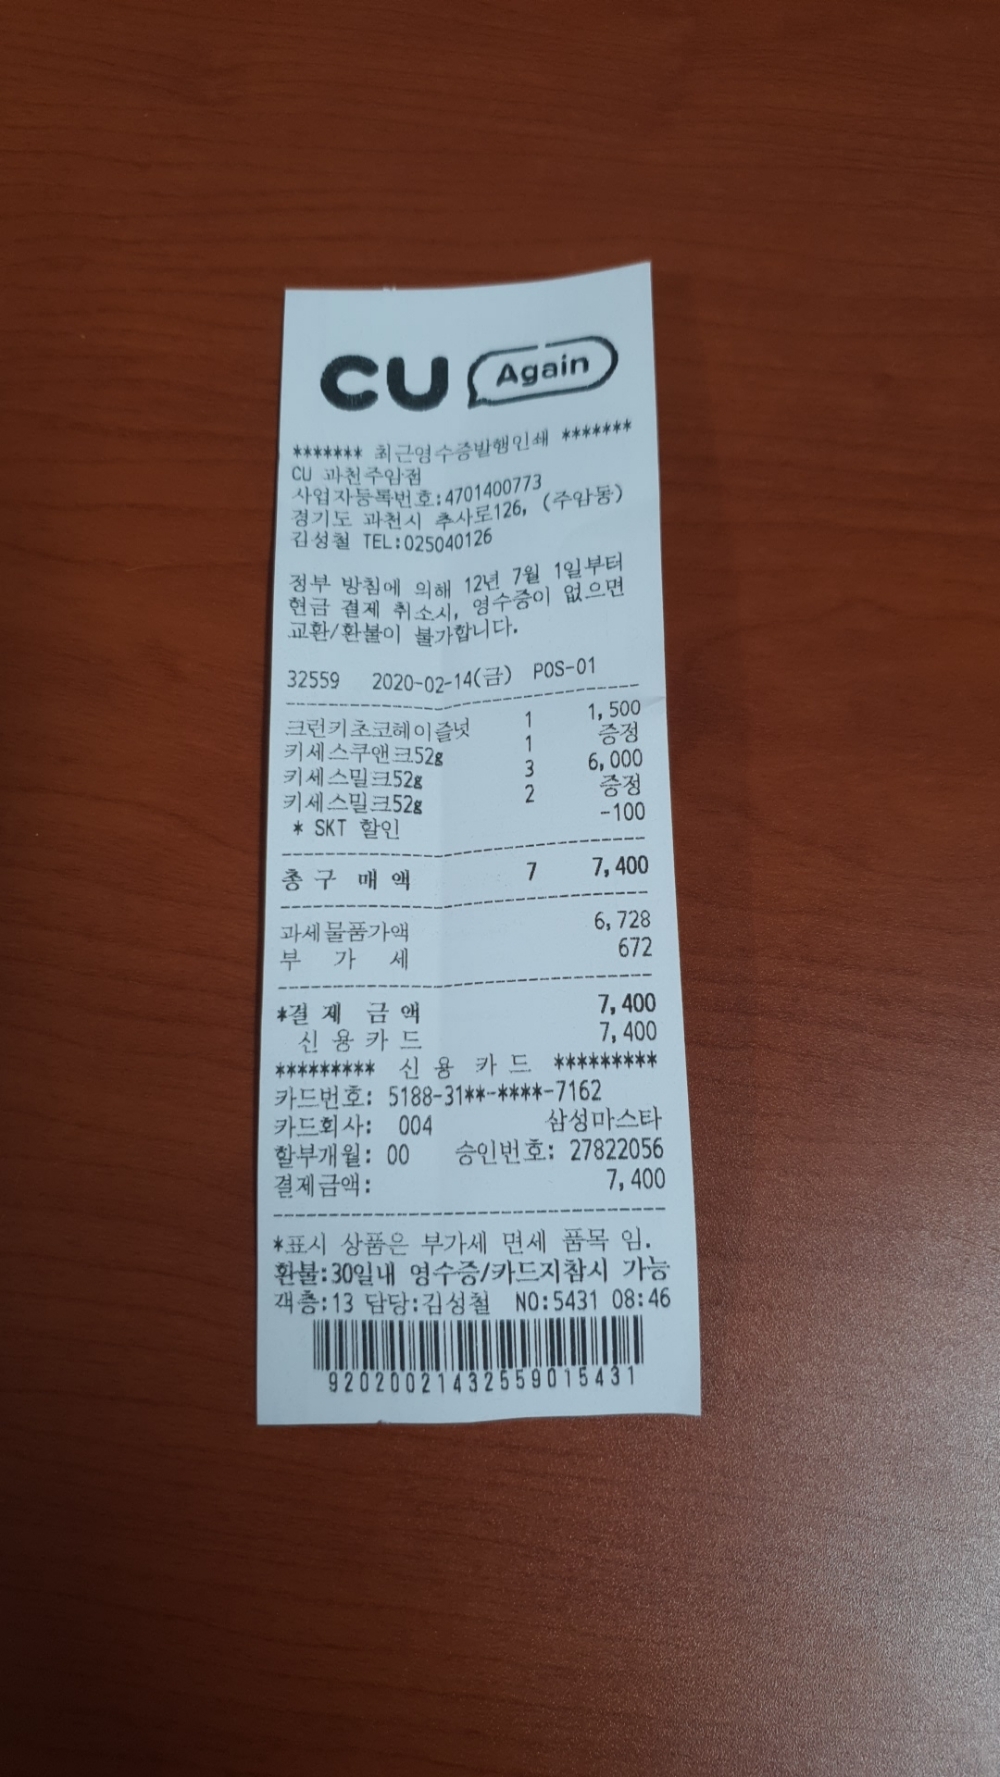 CU Again
******* 최근영수증발행인쇄 *******
CU 과천주암점
사업자등록번호:4701400773
경기도 과천시 추사로126, (주암동)
김성철 TEL:025040126
정부 방침에 의해 12년 7월 1일부터
현금 결제 취소시, 영수증이 없으면
교환/환불이 불가합니다.
32559 2020-02-14(금) POS-01
크런키초코헤이즐넛 1 1,500
키세스쿠앤크52g 1 증정
키세스밀크52g 3 6,000
키세스밀크52g 2 증정
* SKT 할인 -100
총 구 매 액 7 7,400
과세물품가액 6,728
부 가 세 672
*결 제 금 액 7,400
신 용 카 드 7,400
********* 신 용 카 드 *********
카드번호: 5188-31**-****-7162
카드회사: 004 삼성마스타
할부개월: 00 승인번호: 27822056
결제금액: 7,400
*표시 상품은 부가세 면세 품목 임.
환불:30일내 영수증/카드지참시 가능
객층:13 담당:김성철 NO:5431 08:46
92020021432559015431